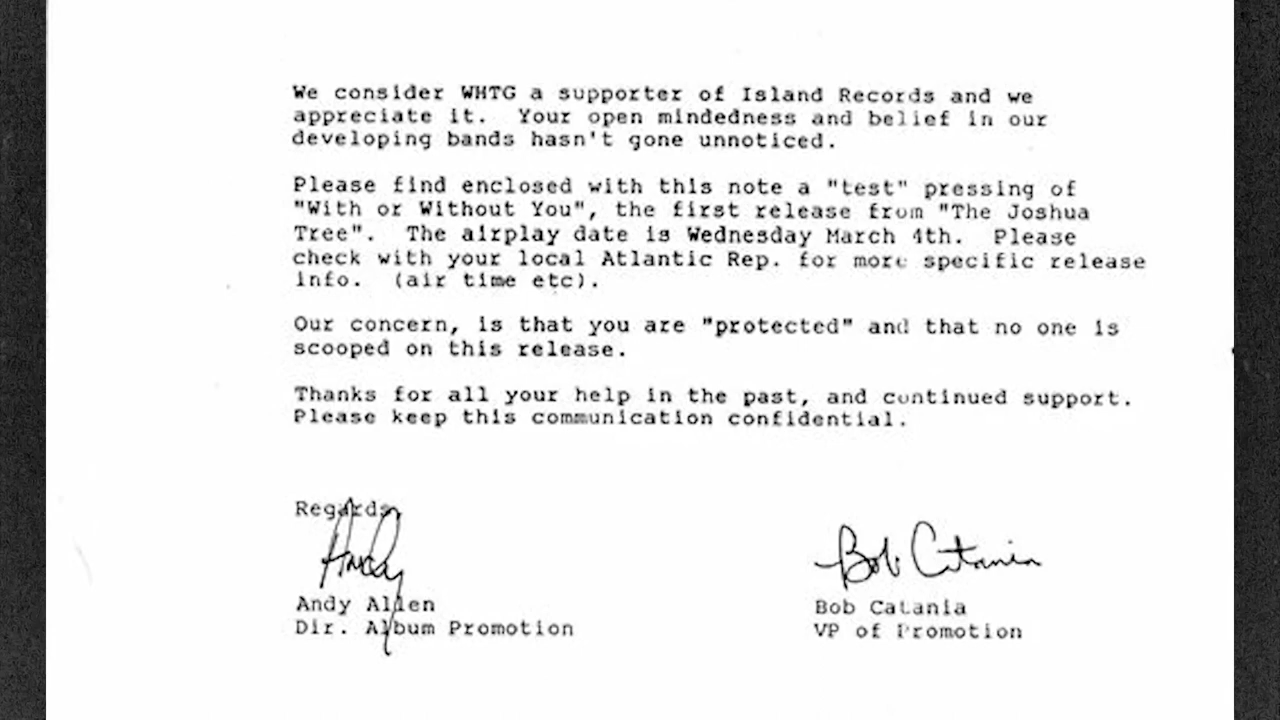 We consider WHTG a supporter of Island Records and we
appreciate it. Your open mindedness and belief in our
developing bands hasn't gone unnoticed.
Please find enclosed with this note a "test" pressing of
"With or Without You", the first release from "The Joshua
Tree". The airplay date is Wednesday March 4th. Please
check with your local Atlantic Rep. for more specific release
info. (air time etc).
Our concern, is that you are "protected" and that no one is
scooped on this release.
Thanks for all your help in the past, and continued support.
Please keep this communication confidential.
Regards,
Andy
Bob Catania
Andy Allen
Bob Catania
Dir. Album Promotion
VP of Promotion